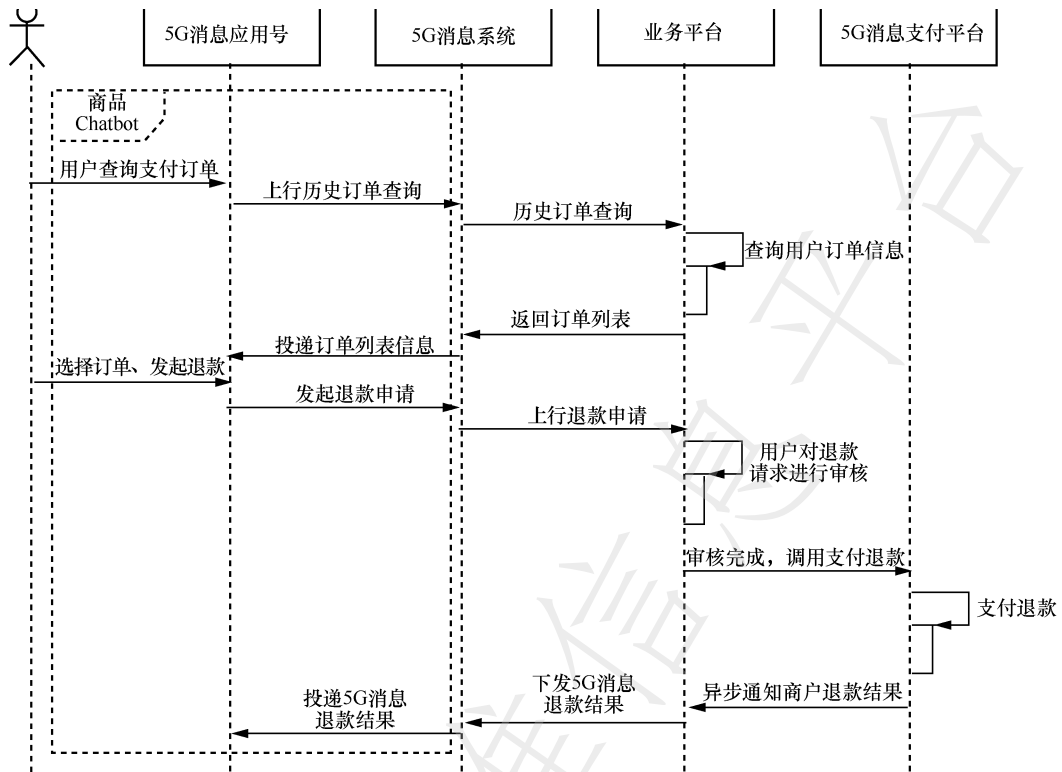 5G消息应用号
5G消息系统
业务平台
5G消息支付平台
商品
Chatbot
用户查询支付订单
上行历史订单查询
历史订单查询
查询用户订单信息
返回订单列表
投递订单列表信息
选择订单、发起退款
发起退款申请
上行退款申请
用户对退款
请求进行审核
审核完成，调用支付退款
支付退款
异步通知商户退款结果
下发5G消息
退款结果
投递5G消息
退款结果
准信息平台